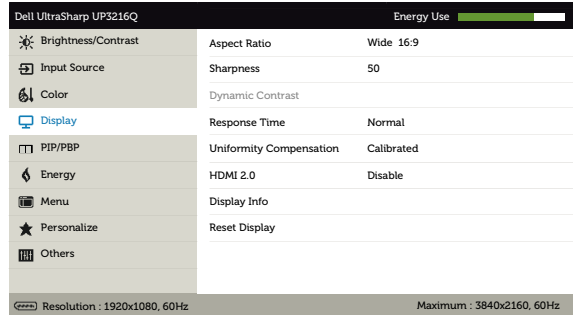 Dell UltraSharp UP3216Q Energy Use
Brightness/Contrast Aspect Ratio Wide 16:9
Input Source Sharpness 50
Color Dynamic Contrast
Display Response Time Normal
PIP/PBP Uniformity Compensation Calibrated
Energy HDMI 2.0 Disable
Menu Display Info
Personalize Reset Display
Others
Resolution : 1920x1080, 60Hz Maximum : 3840x2160, 60Hz